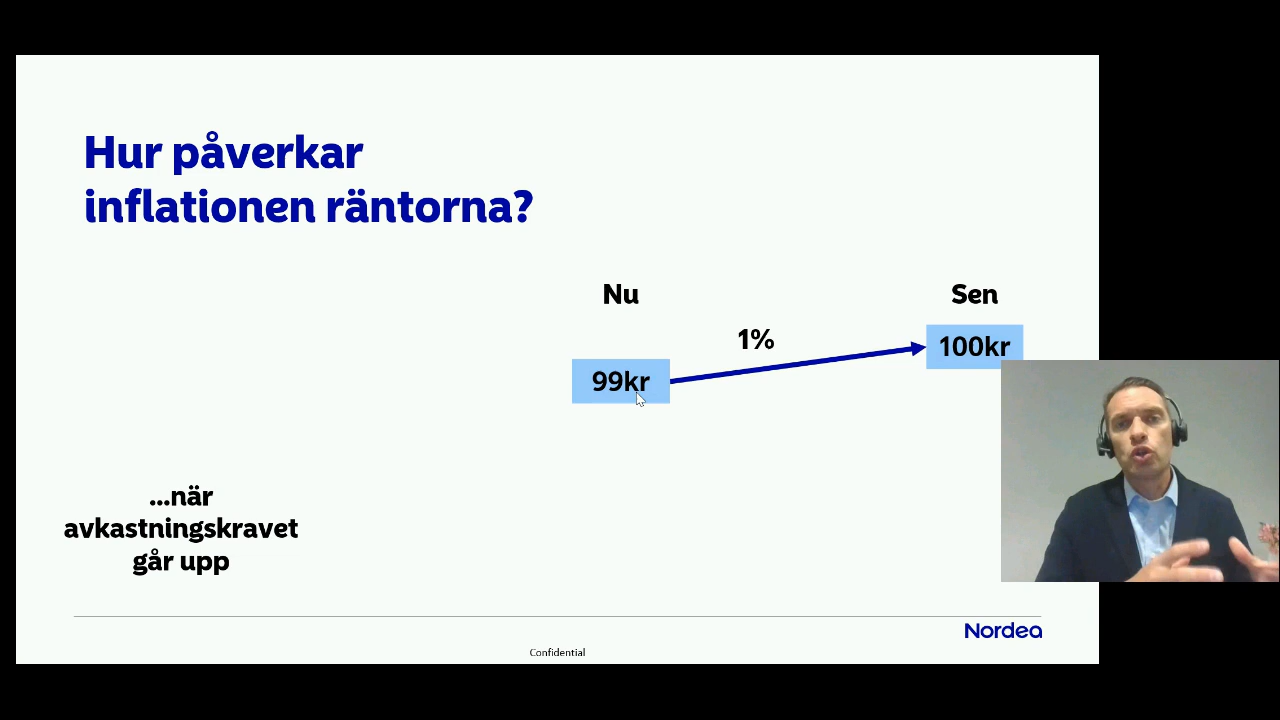 Hur påverkar
inflationen räntorna?
Nu
Sen
1%
100kr
99kr
...när
avkastningskravet
går upp
Nordea
Confidential